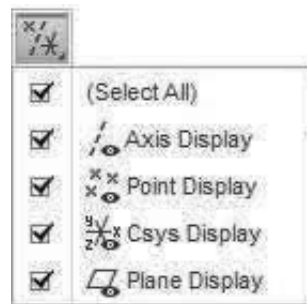 (Select All)
Axis Display
Point Display
Csys Display
Plane Display